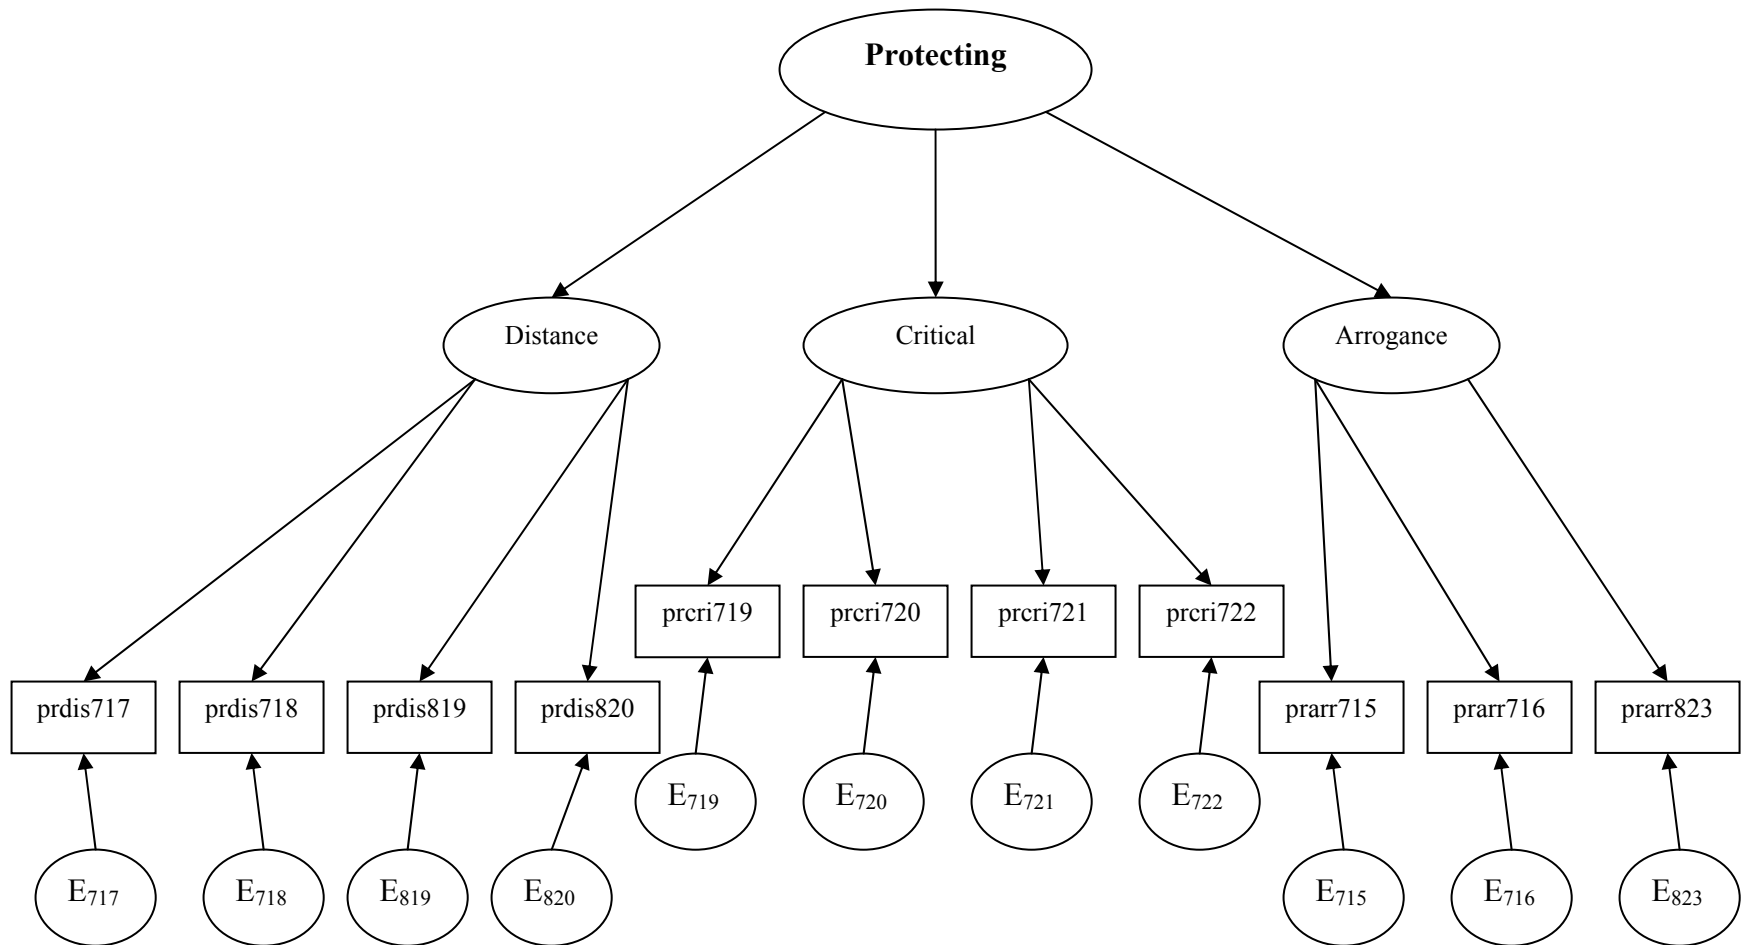 Protecting
Distance
Critical
Arrogance
prcri719
prcri720
prcri721
prcri722
prdis717
prdis718
prdis819
prdis820
prarr715
prarr716
prarr823
E719
E720
E721
E722
E717
E718
E819
E820
E715
E716
E823